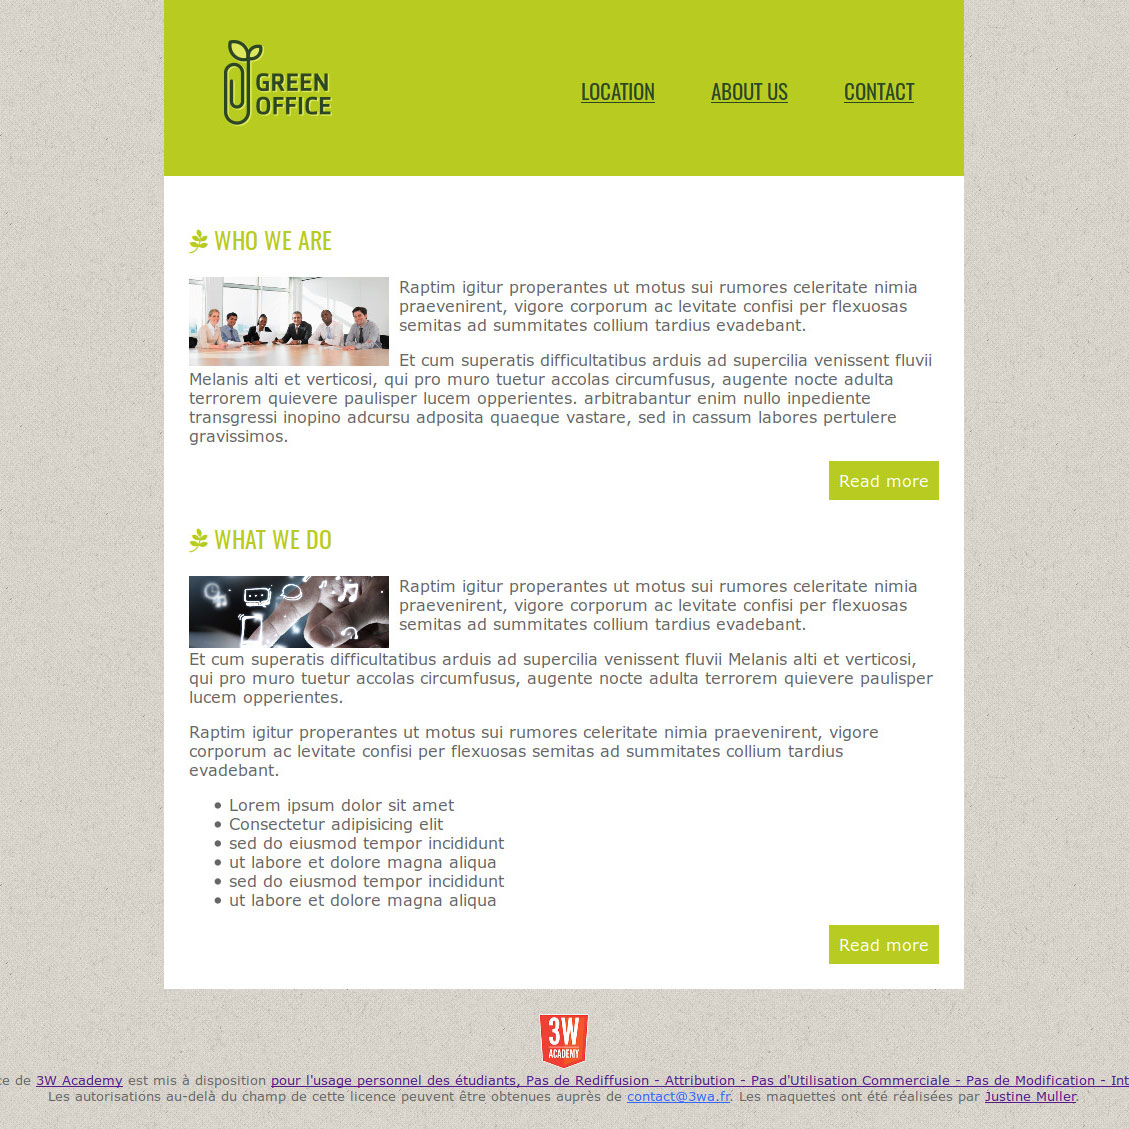 GREEN
OFFICE
LOCATION ABOUT US CONTACT
WHO WE ARE
Raptim igitur properantes ut motus sui rumores celeritate nimia
praevenirent, vigore corporum ac levitate confisi per flexuosas
semitas ad summitates collium tardius evadebant.
Et cum superatis difficultatibus arduis ad supercilia venissent fluvii
Melanis alti et verticosi, qui pro muro tuetur accolas circumfusus, augente nocte adulta
terrorem quievere paulisper lucem opperientes. arbitrabantur enim nullo inpediente
transgressi inopino adcursu adposita quaeque vastare, sed in cassum labores pertulere
gravissimos.
Read more
WHAT WE DO
Raptim igitur properantes ut motus sui rumores celeritate nimia
praevenirent, vigore corporum ac levitate confisi per flexuosas
semitas ad summitates collium tardius evadebant.
Et cum superatis difficultatibus arduis ad supercilia venissent fluvii Melanis alti et verticosi,
qui pro muro tuetur accolas circumfusus, augente nocte adulta terrorem quievere paulisper
lucem opperientes.
Raptim igitur properantes ut motus sui rumores celeritate nimia praevenirent, vigore
corporum ac levitate confisi per flexuosas semitas ad summitates collium tardius
evadebant.
• Lorem ipsum dolor sit amet
• Consectetur adipisicing elit
• sed do eiusmod tempor incididunt
• ut labore et dolore magna aliqua
• sed do eiusmod tempor incididunt
• ut labore et dolore magna aliqua
Read more
3W
ACADEMY
ce de 3W Academy est mis à disposition pour l'usage personnel des étudiants, Pas de Rediffusion - Attribution - Pas d'Utilisation Commerciale - Pas de Modification - Int
Les autorisations au-delà du champ de cette licence peuvent être obtenues auprès de contact@3wa.fr. Les maquettes ont été réalisées par Justine Muller.